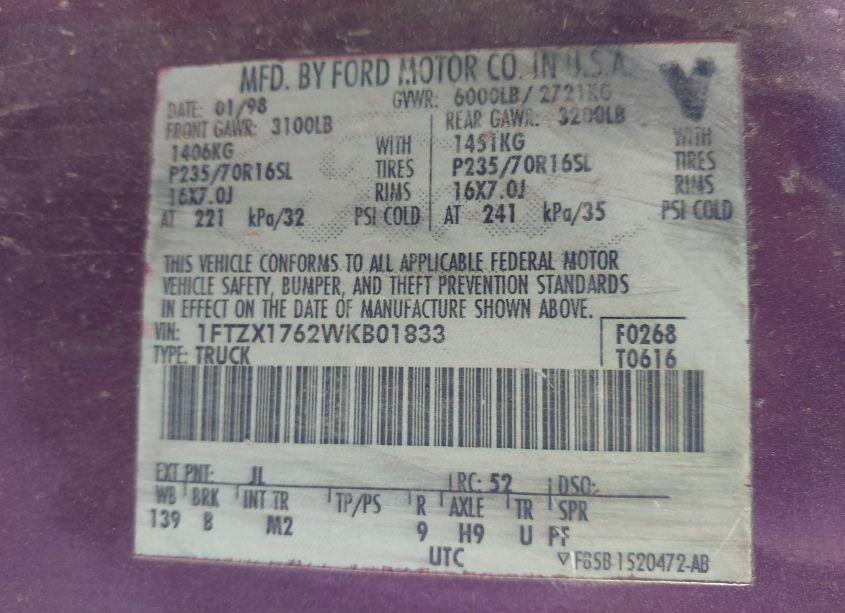 MFD. BY FORD MOTOR CO. IN U.S.A.
DATE: 01/98 GVWR: 6000LB / 2721KG
FRONT GAWR: 3100LB REAR GAWR: 3200LB
1406KG WITH 1451KG WITH
P235/70R16SL TIRES P235/70R16SL TIRES
16X7.0J RIMS 16X7.0J RIMS
AT 221 kPa/32 PSI COLD AT 241 kPa/35 PSI COLD
THIS VEHICLE CONFORMS TO ALL APPLICABLE FEDERAL MOTOR
VEHICLE SAFETY, BUMPER, AND THEFT PREVENTION STANDARDS
IN EFFECT ON THE DATE OF MANUFACTURE SHOWN ABOVE.
VIN: 1FTZX1762WKB01833 F0268
TYPE: TRUCK T0616
EXT PNT: JL RC: 52 DSO:
WB BRK INT TR TP/PS R AXLE TR SPR
139 B M2 9 H9 U FF
UTC F85B-1520472-AB